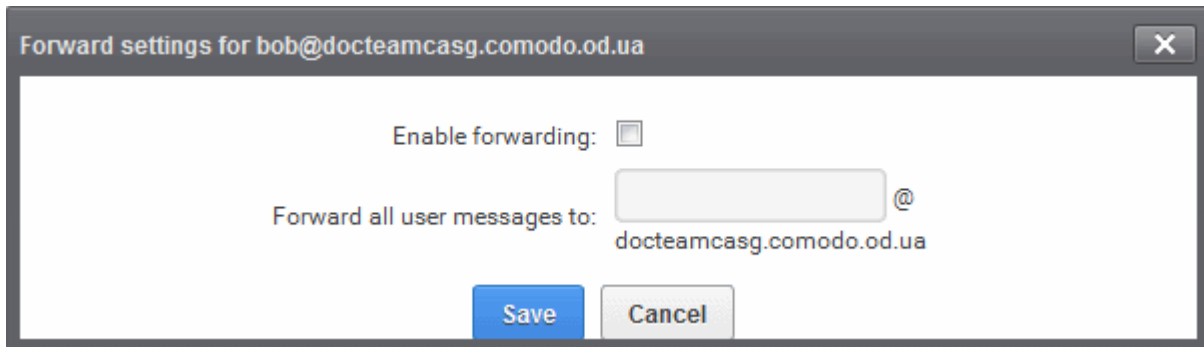 Forward settings for bob@docteamcasg.comodo.od.ua
Enable forwarding:
Forward all user messages to: @
docteamcasg.comodo.od.ua
Save Cancel